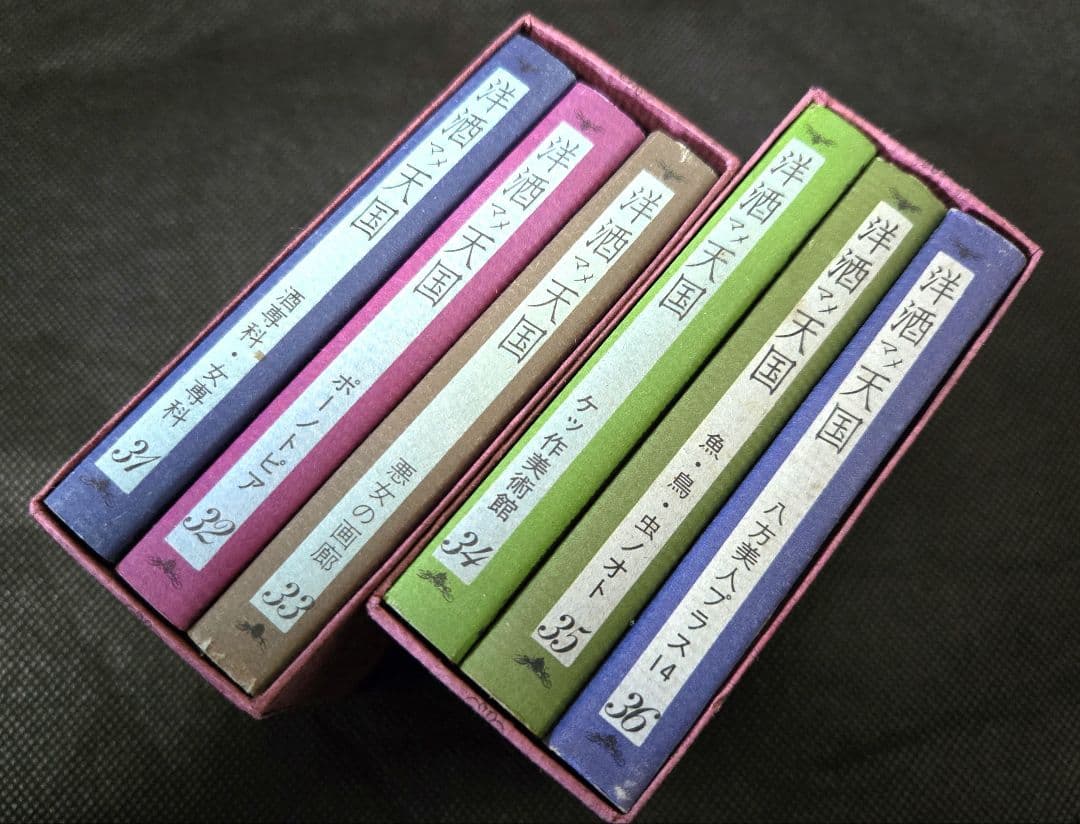 洋酒マメ天国
酒専科・女専科
31
洋酒マメ天国
ポーノトピア
32
洋酒マメ天国
悪女の画廊
33
洋酒マメ天国
ケツ作美術館
34
洋酒マメ天国
魚・鳥・虫ノオト
35
洋酒マメ天国
八方美人プラス14
36